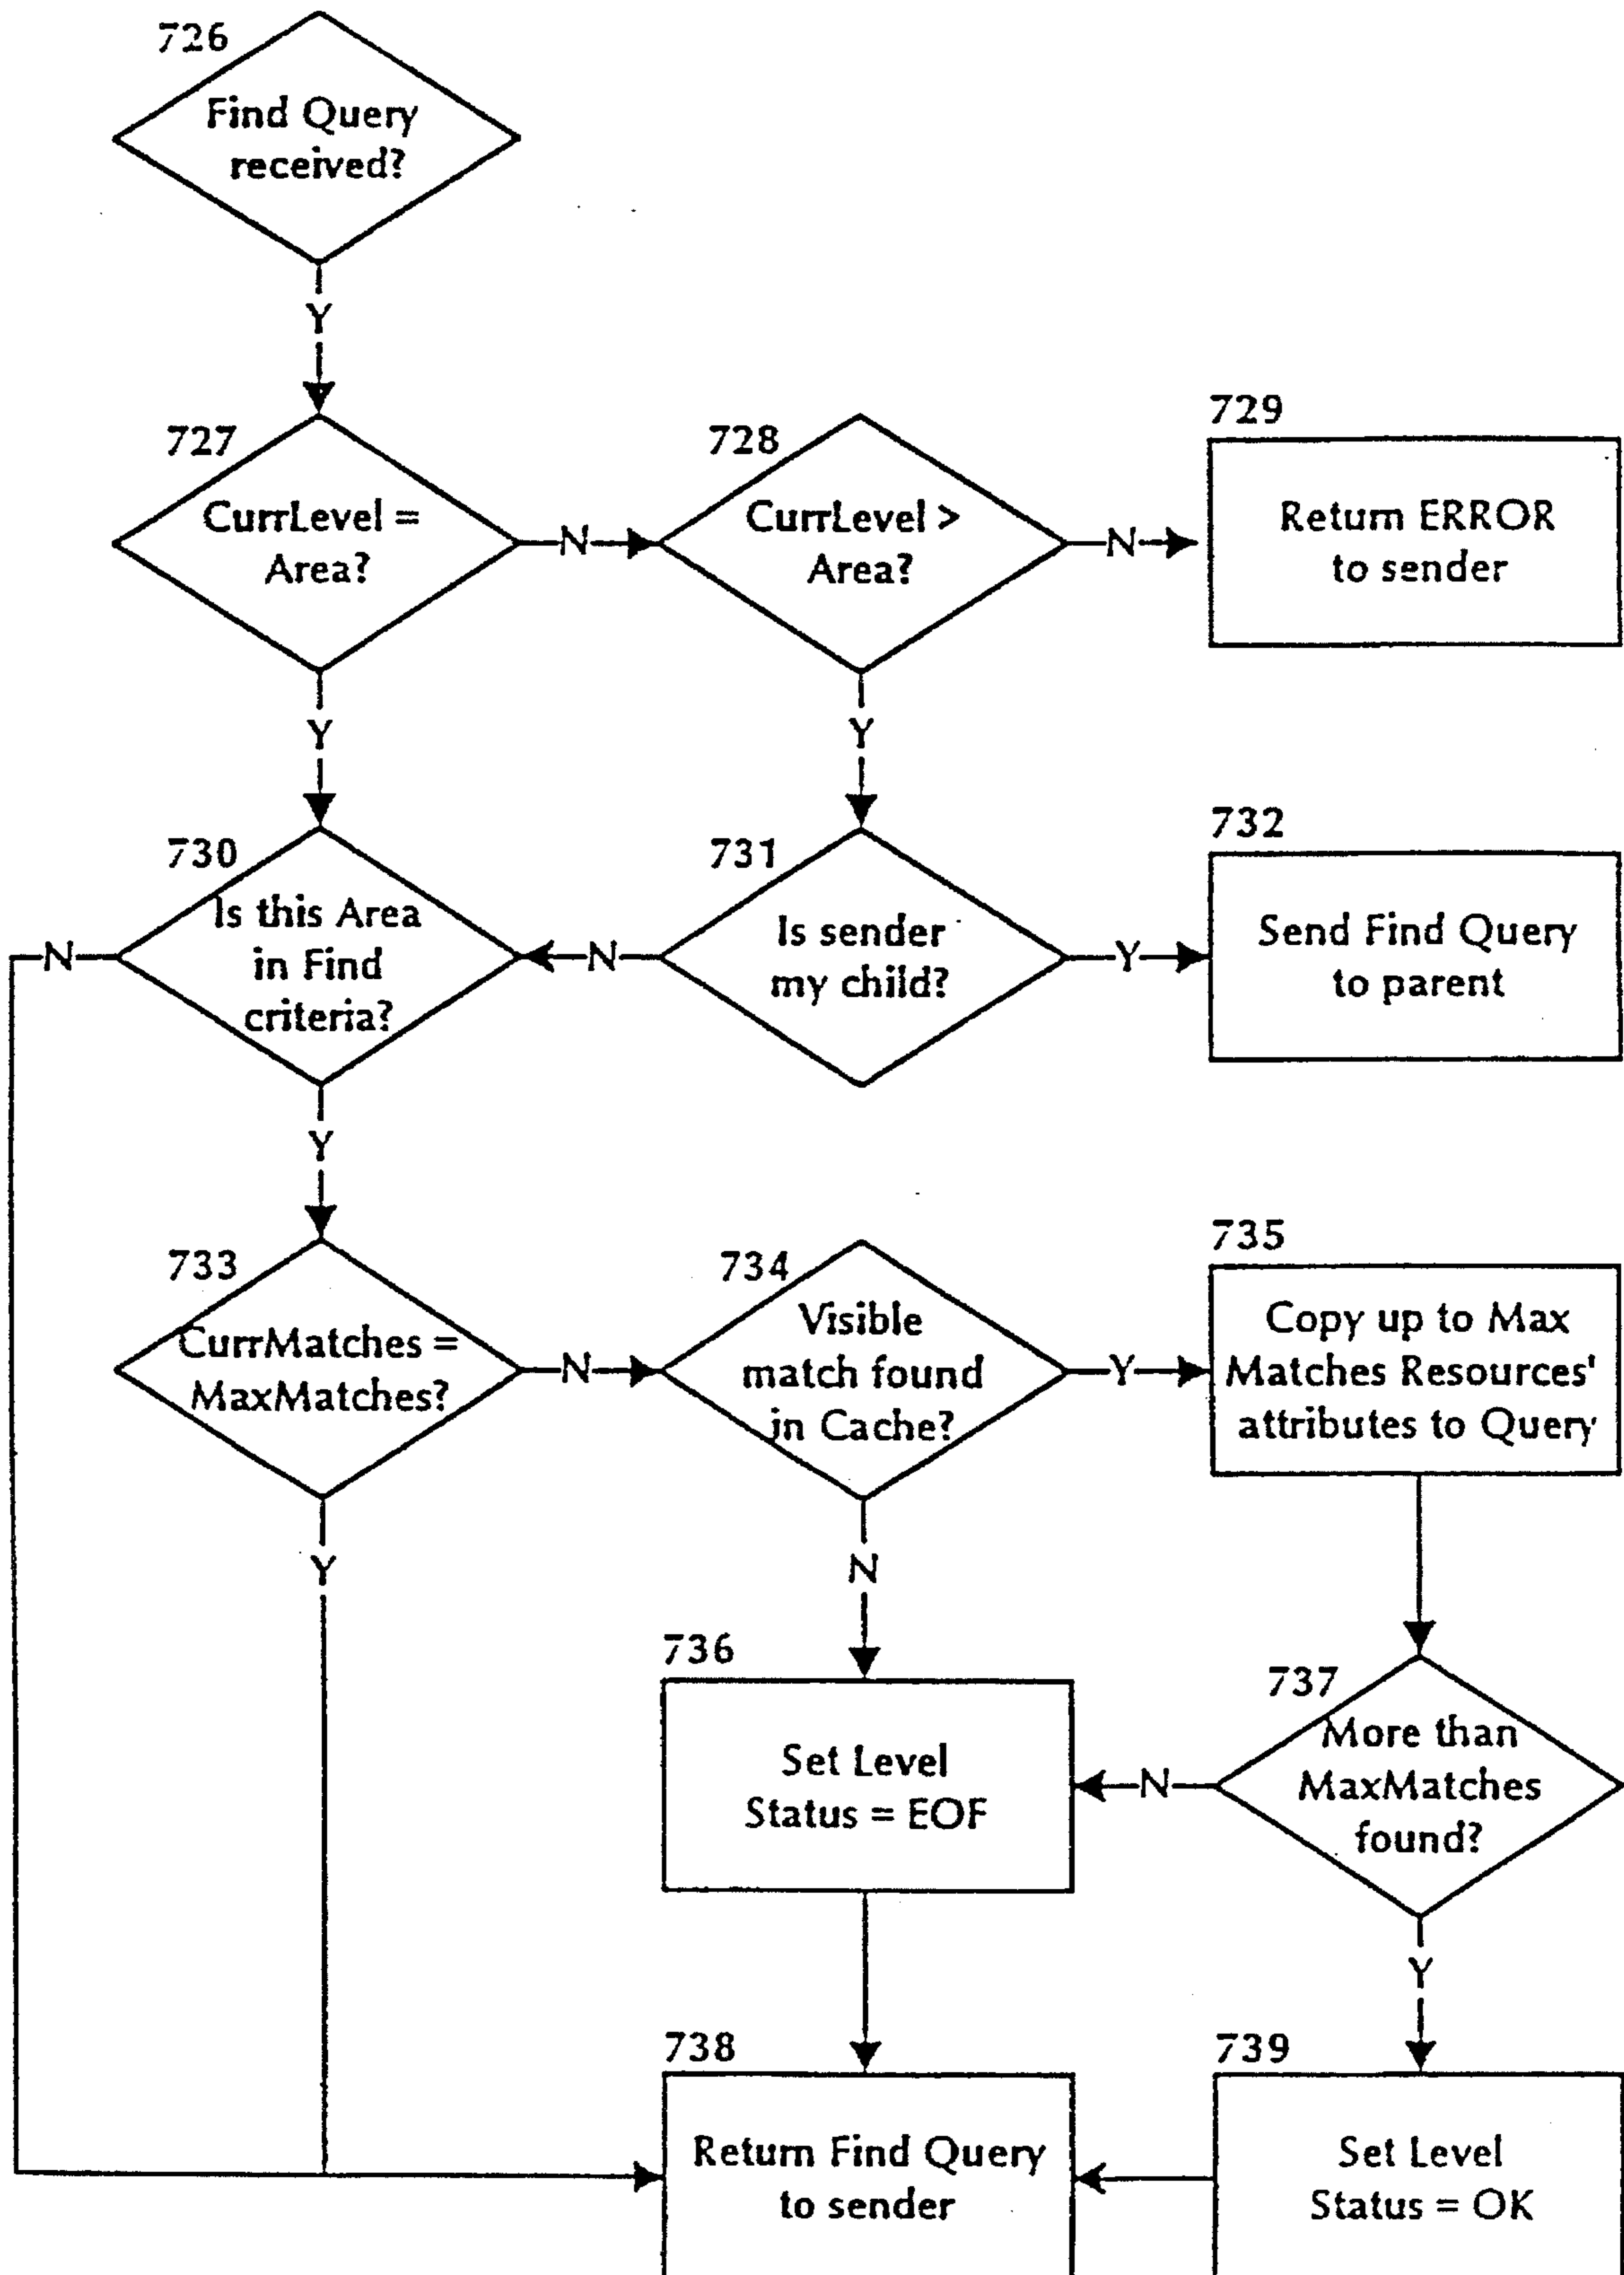 726
Find Query
received?
Y
727
CurrLevel =
Area?
N
728
CurrLevel >
Area?
N
729
Return ERROR
to sender
Y
Y
730
Is this Area
in Find
criteria?
N
N
731
Is sender
my child?
Y
732
Send Find Query
to parent
Y
733
CurrMatches =
MaxMatches?
N
734
Visible
match found
in Cache?
Y
735
Copy up to Max
Matches Resources'
attributes to Query
Y
N
736
Set Level
Status = EOF
N
737
More than
MaxMatches
found?
Y
738
Return Find Query
to sender
739
Set Level
Status = OK